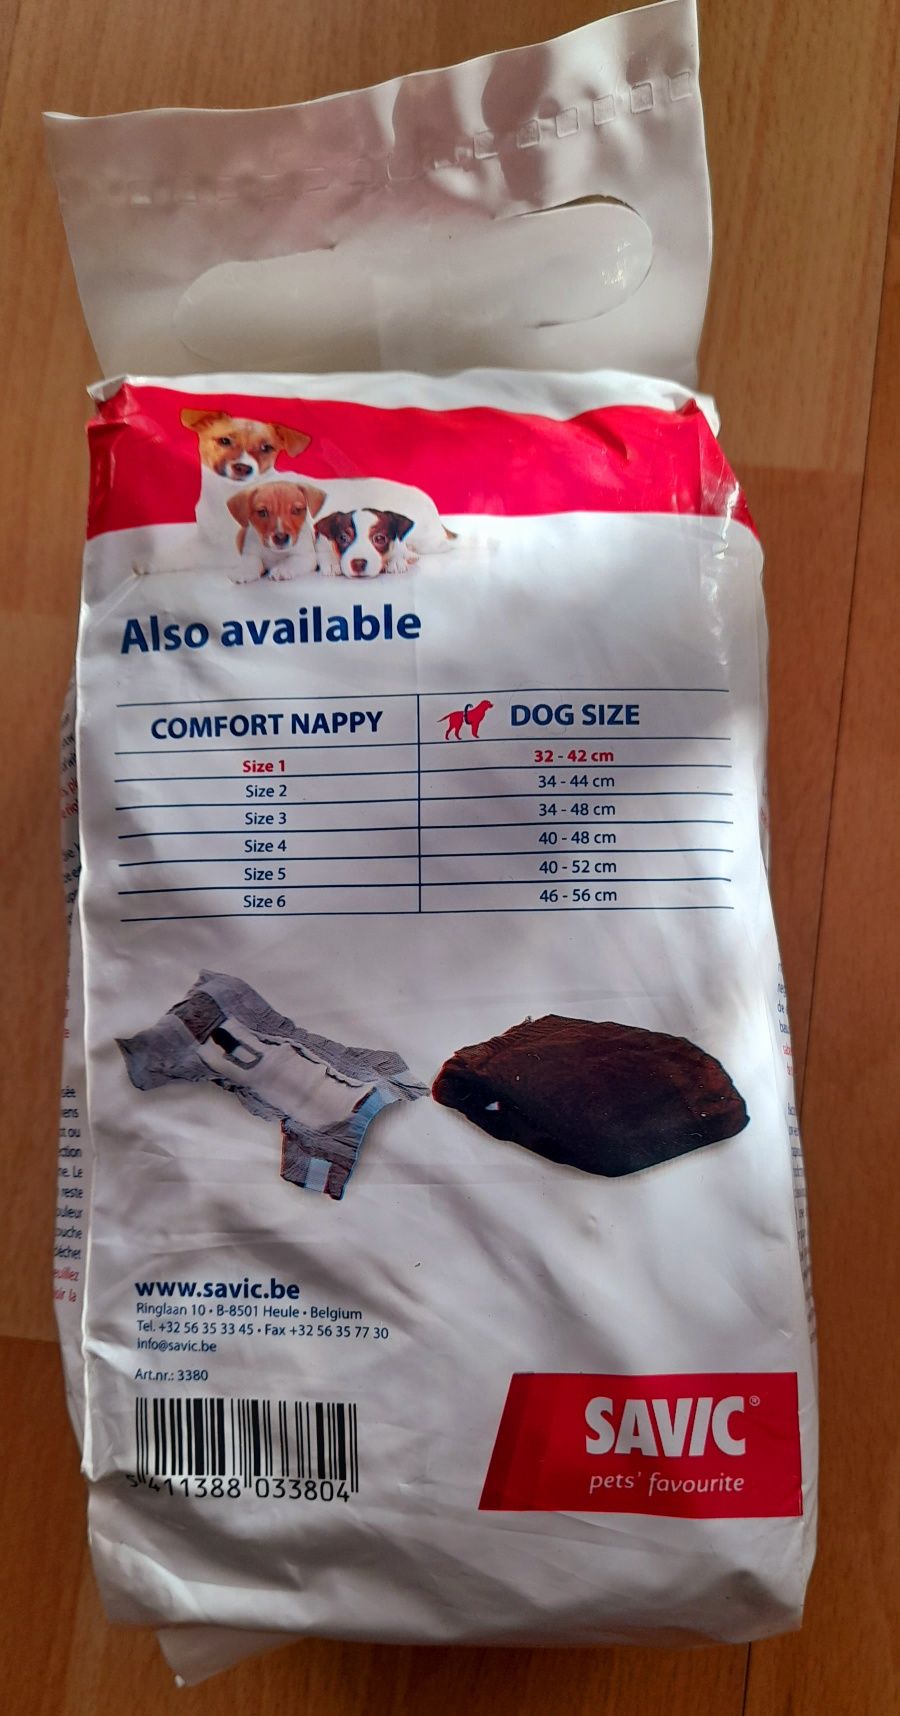 Also available
COMFORT NAPPY DOG SIZE
Size 1 32 - 42 cm
Size 2 34 - 44 cm
Size 3 34 - 48 cm
Size 4 40 - 48 cm
Size 5 40 - 52 cm
Size 6 46 - 56 cm
www.savic.be
Ringlaan 10 • B-8501 Heule • Belgium
Tel. +32 56 35 33 45 • Fax +32 56 35 77 30
info@savic.be
Art.nr.: 3380
5 411388 033804
SAVIC®
pets' favourite